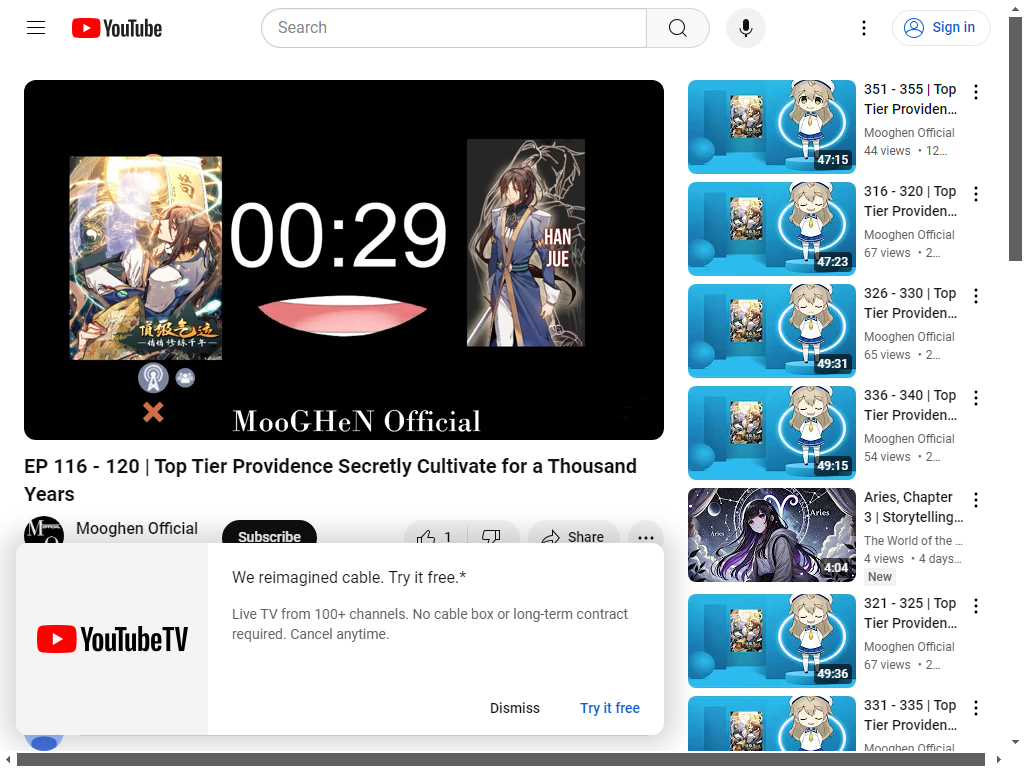 YouTube
Search
Sign in
00:29
HAN
JUE
頂級气运
悄悄修练千年
MooGHeN Official
EP 116 - 120 | Top Tier Providence Secretly Cultivate for a Thousand
Years
Mooghen Official
Subscribe
1
Share
We reimagined cable. Try it free.*
Live TV from 100+ channels. No cable box or long-term contract
required. Cancel anytime.
YouTubeTV
Dismiss
Try it free
351 - 355 | Top
Tier Providen…
Mooghen Official
44 views • 12…
47:15
316 - 320 | Top
Tier Providen…
Mooghen Official
67 views • 2…
47:23
326 - 330 | Top
Tier Providen…
Mooghen Official
65 views • 2…
49:31
336 - 340 | Top
Tier Providen…
Mooghen Official
54 views • 2…
49:15
Aries
Aries
Aries, Chapter
3 | Storytelling…
The World of the …
4 views • 4 days…
New
4:04
321 - 325 | Top
Tier Providen…
Mooghen Official
67 views • 2…
49:36
331 - 335 | Top
Tier Providen…
Mooghen Official